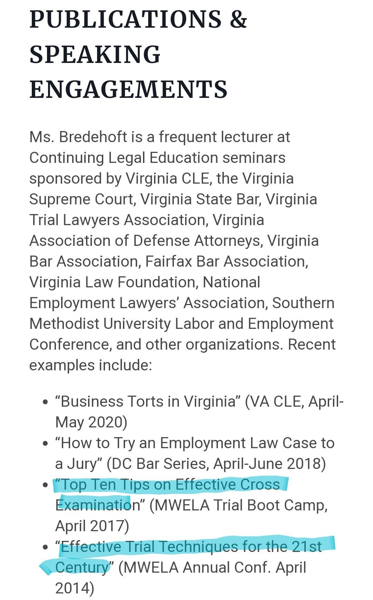 PUBLICATIONS &
SPEAKING
ENGAGEMENTS
Ms. Bredehoft is a frequent lecturer at
Continuing Legal Education seminars
sponsored by Virginia CLE, the Virginia
Supreme Court, Virginia State Bar, Virginia
Trial Lawyers Association, Virginia
Association of Defense Attorneys, Virginia
Bar Association, Fairfax Bar Association,
Virginia Law Foundation, National
Employment Lawyers’ Association, Southern
Methodist University Labor and Employment
Conference, and other organizations. Recent
examples include:
• “Business Torts in Virginia” (VA CLE, April-
May 2020)
• “How to Try an Employment Law Case to
a Jury” (DC Bar Series, April-June 2018)
• “Top Ten Tips on Effective Cross
Examination” (MWELA Trial Boot Camp,
April 2017)
• “Effective Trial Techniques for the 21st
Century” (MWELA Annual Conf. April
2014)